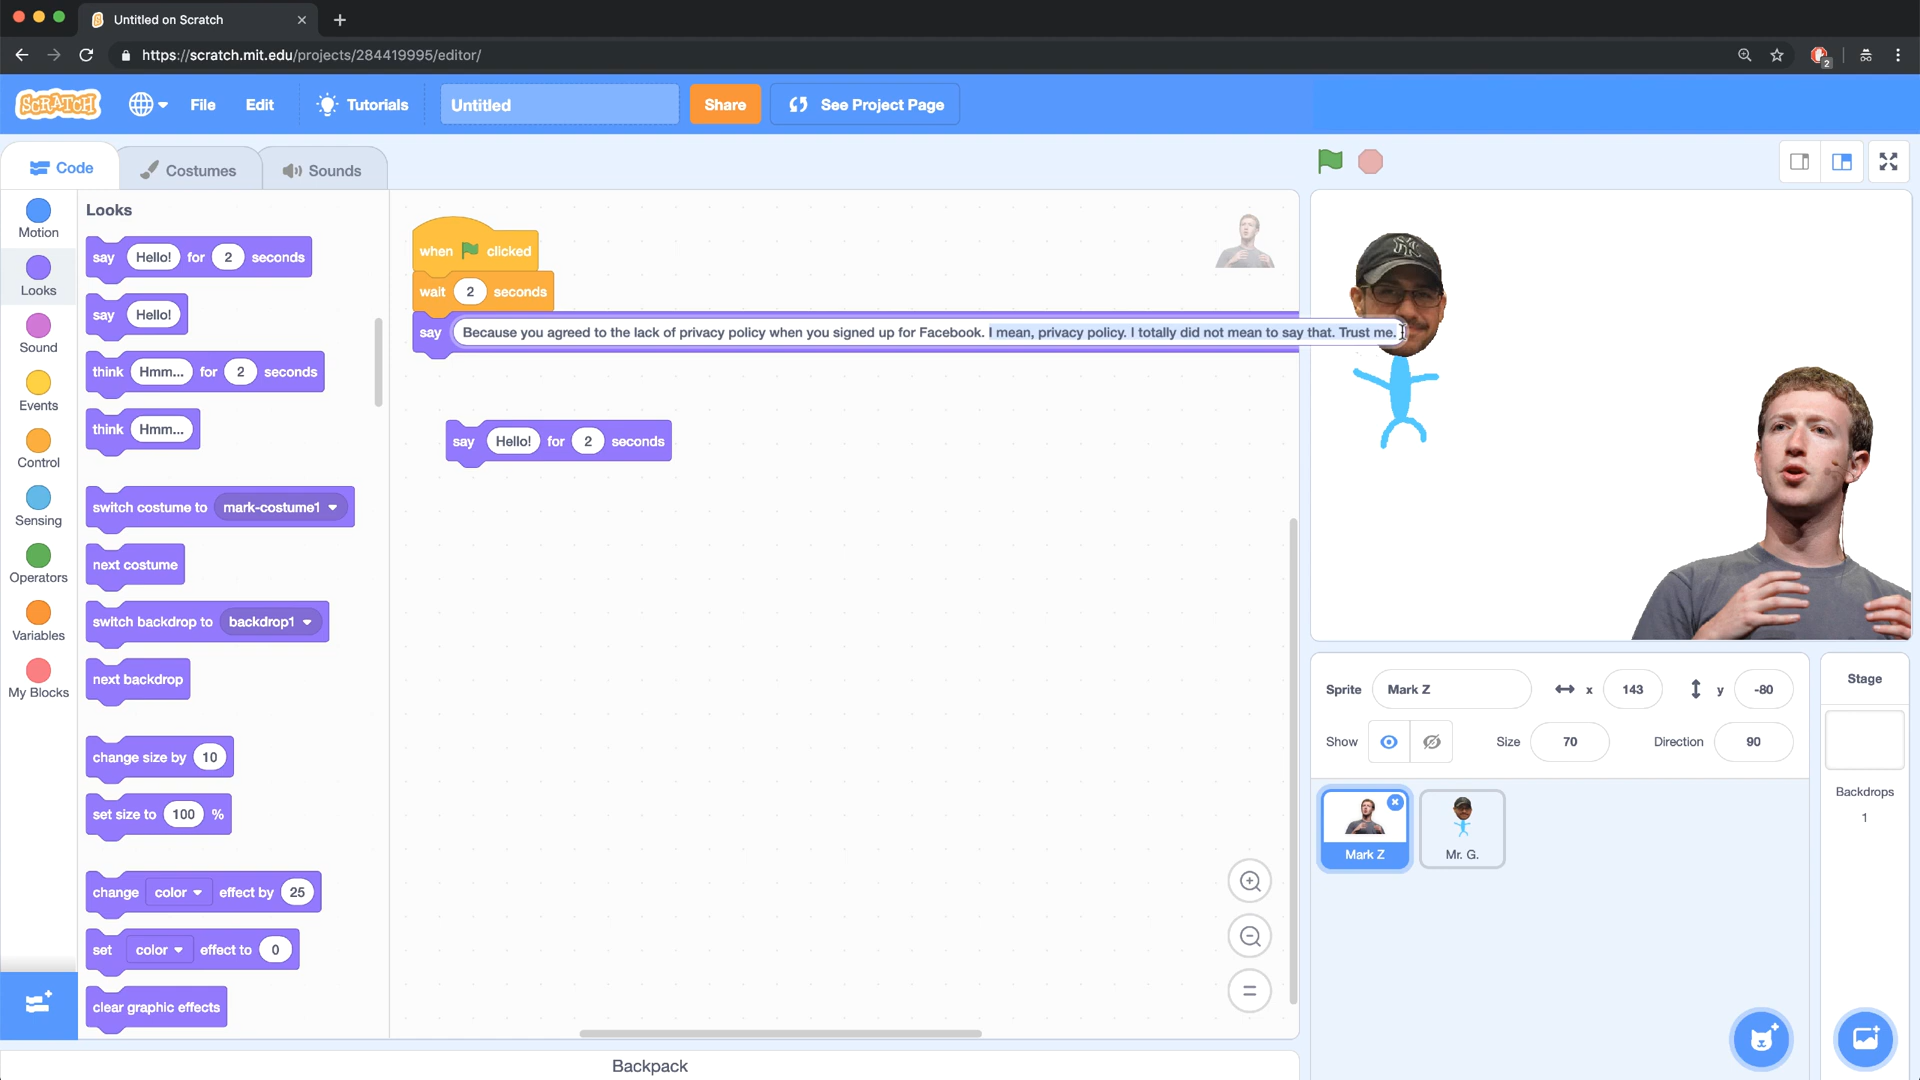 Untitled on Scratch
https://scratch.mit.edu/projects/284419995/editor/
2
SCRATCH
File
Edit
Tutorials
Untitled
Share
See Project Page
Code
Costumes
Sounds
Motion
Looks
Sound
Events
Control
Sensing
Operators
Variables
My Blocks
Looks
say Hello! for 2 seconds
say Hello!
think Hmm... for 2 seconds
think Hmm...
switch costume to mark-costume1
next costume
switch backdrop to backdrop1
next backdrop
change size by 10
set size to 100 %
change color effect by 25
set color effect to 0
clear graphic effects
when clicked
wait 2 seconds
say Because you agreed to the lack of privacy policy when you signed up for Facebook. I mean, privacy policy. I totally did not mean to say that. Trust me.
say Hello! for 2 seconds
Sprite Mark Z x 143 y -80
Show Size 70 Direction 90
Mark Z
Mr. G.
Stage
Backdrops
1
Backpack